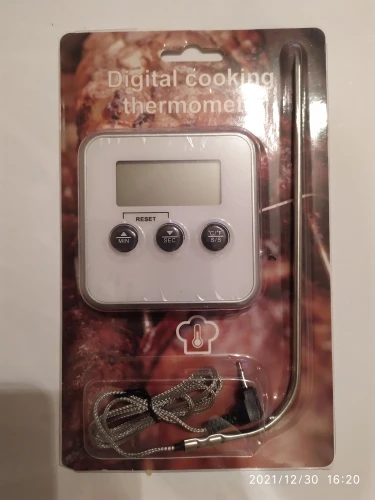 Digital cooking
thermomet
RESET
MIN
SEC
°C/°F
S/S
2021/12/30 16:20